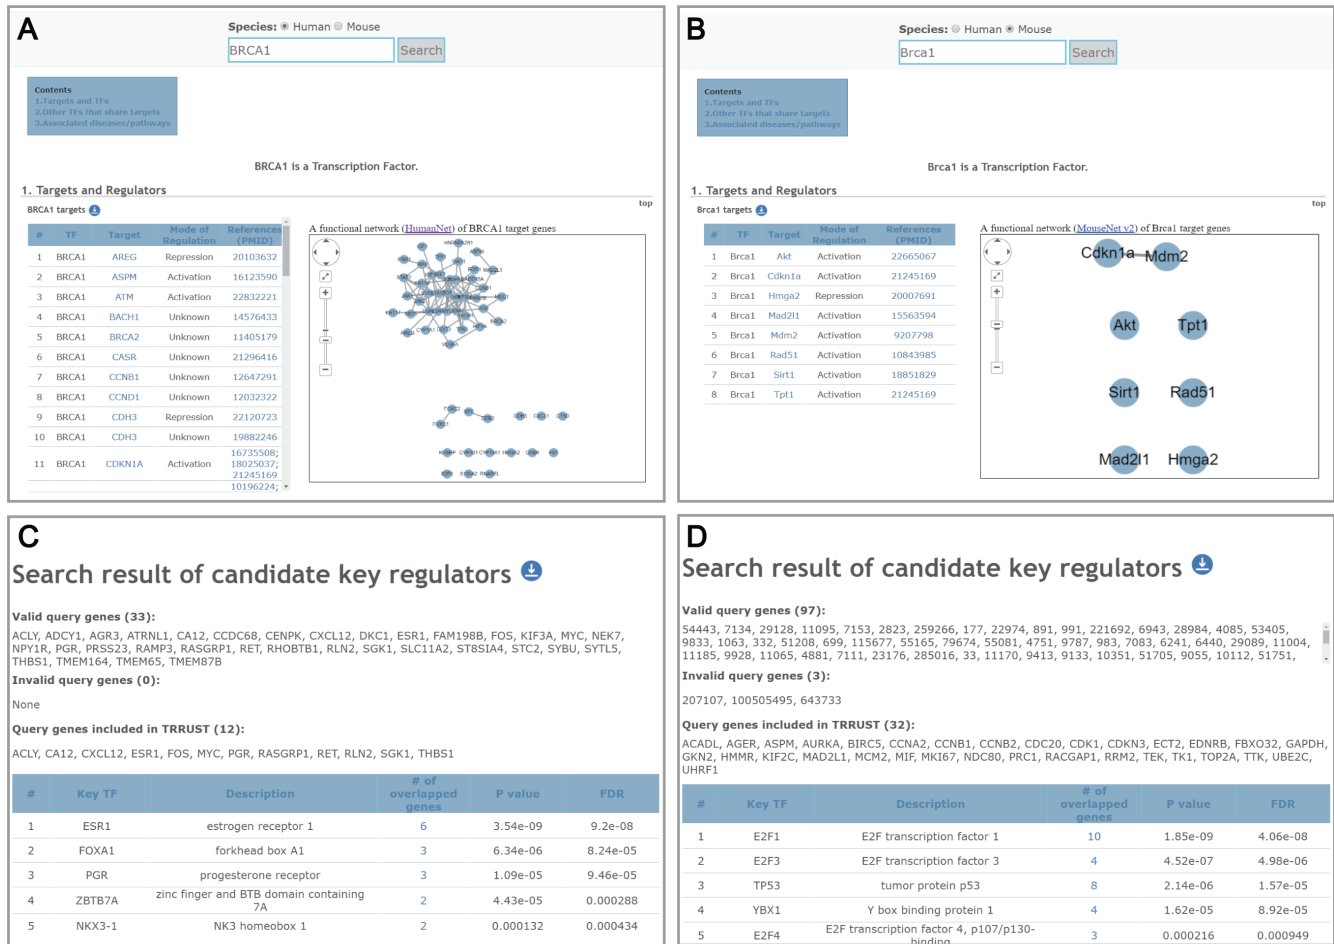 A
Species: Human Mouse
BRCA1 Search
Contents
1.Targets and TFs
2.Other TFs that share targets
3.Associated diseases/pathways
BRCA1 is a Transcription Factor.
1. Targets and Regulators
top
BRCA1 targets
# TF Target Mode of Regulation References (PMID)
1 BRCA1 AREG Repression 20103632
2 BRCA1 ASPM Activation 16123590
3 BRCA1 ATM Activation 22832221
4 BRCA1 BACH1 Unknown 14576433
5 BRCA1 BRCA2 Unknown 11405179
6 BRCA1 CASR Unknown 21296416
7 BRCA1 CCNB1 Unknown 12647291
8 BRCA1 CCND1 Unknown 12032322
9 BRCA1 CDH3 Repression 22120723
10 BRCA1 CDH3 Unknown 19882246
11 BRCA1 CDKN1A Activation 16735508; 18025037; 21245169
10196224;
A functional network (HumanNet) of BRCA1 target genes
B
Species: Human Mouse
Brca1 Search
Contents
1.Targets and TFs
2.Other TFs that share targets
3.Associated diseases/pathways
Brca1 is a Transcription Factor.
1. Targets and Regulators
top
Brca1 targets
# TF Target Mode of Regulation References (PMID)
1 Brca1 Akt Activation 22665067
2 Brca1 Cdkn1a Activation 21245169
3 Brca1 Hmga2 Repression 20007691
4 Brca1 Mad2l1 Activation 15563594
5 Brca1 Mdm2 Activation 9207798
6 Brca1 Rad51 Activation 10843985
7 Brca1 Sirt1 Activation 18851829
8 Brca1 Tpt1 Activation 21245169
A functional network (MouseNet v2) of Brca1 target genes
Cdkn1a Mdm2
Akt Tpt1
Sirt1 Rad51
Mad2l1 Hmga2
C
Search result of candidate key regulators
Valid query genes (33):
ACLY, ADCY1, AGR3, ATRNL1, CA12, CCDC68, CENPK, CXCL12, DKC1, ESR1, FAM198B, FOS, KIF3A, MYC, NEK7,
NPY1R, PGR, PRSS23, RAMP3, RASGRP1, RET, RHOBTB1, RLN2, SGK1, SLC11A2, ST8SIA4, STC2, SYBU, SYTL5,
THBS1, TMEM164, TMEM65, TMEM87B
Invalid query genes (0):
None
Query genes included in TRRUST (12):
ACLY, CA12, CXCL12, ESR1, FOS, MYC, PGR, RASGRP1, RET, RLN2, SGK1, THBS1
# Key TF Description # of overlapped genes P value FDR
1 ESR1 estrogen receptor 1 6 3.54e-09 9.2e-08
2 FOXA1 forkhead box A1 3 6.34e-06 8.24e-05
3 PGR progesterone receptor 3 1.09e-05 9.46e-05
4 ZBTB7A zinc finger and BTB domain containing 7A 2 4.43e-05 0.000288
5 NKX3-1 NK3 homeobox 1 2 0.000132 0.000434
D
Search result of candidate key regulators
Valid query genes (97):
54443, 7134, 29128, 11095, 7153, 2823, 259266, 177, 22974, 891, 991, 221692, 6943, 28984, 4085, 53405,
9833, 1063, 332, 51208, 699, 115677, 55165, 79674, 55081, 4751, 9787, 983, 7083, 6241, 6440, 29089, 11004,
11185, 9928, 11065, 4881, 7111, 23176, 285016, 33, 11170, 9413, 9133, 10351, 51705, 9055, 10112, 51751,
Invalid query genes (3):
207107, 100505495, 643733
Query genes included in TRRUST (32):
ACADL, AGER, ASPM, AURKA, BIRC5, CCNA2, CCNB1, CCNB2, CDC20, CDK1, CDKN3, ECT2, EDNRB, FBXO32, GAPDH,
GKN2, HMMR, KIF2C, MAD2L1, MCM2, MIF, MKI67, NDC80, PRC1, RACGAP1, RRM2, TEK, TK1, TOP2A, TTK, UBE2C,
UHRF1
# Key TF Description # of overlapped genes P value FDR
1 E2F1 E2F transcription factor 1 10 1.85e-09 4.06e-08
2 E2F3 E2F transcription factor 3 4 4.52e-07 4.98e-06
3 TP53 tumor protein p53 8 2.14e-06 1.57e-05
4 YBX1 Y box binding protein 1 4 1.62e-05 8.92e-05
5 E2F4 E2F transcription factor 4, p107/p130-binding 3 0.000216 0.000949